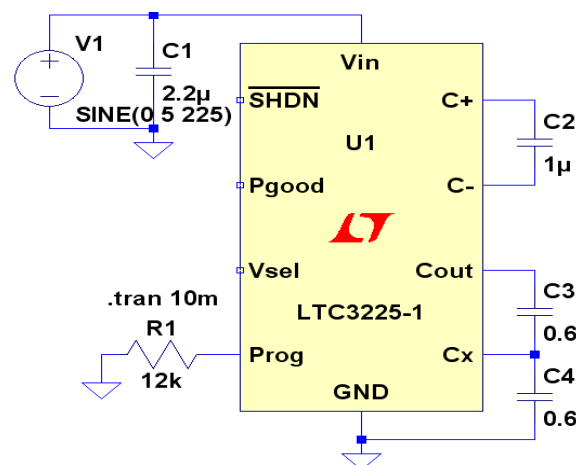 V1
SINE(0 5 225)
C1
2.2µ
Vin
SHDN
C+
U1
C2
1µ
Pgood
C-
Vsel
Cout
.tran 10m
LTC3225-1
C3
0.6
R1
12k
Prog
Cx
C4
0.6
GND